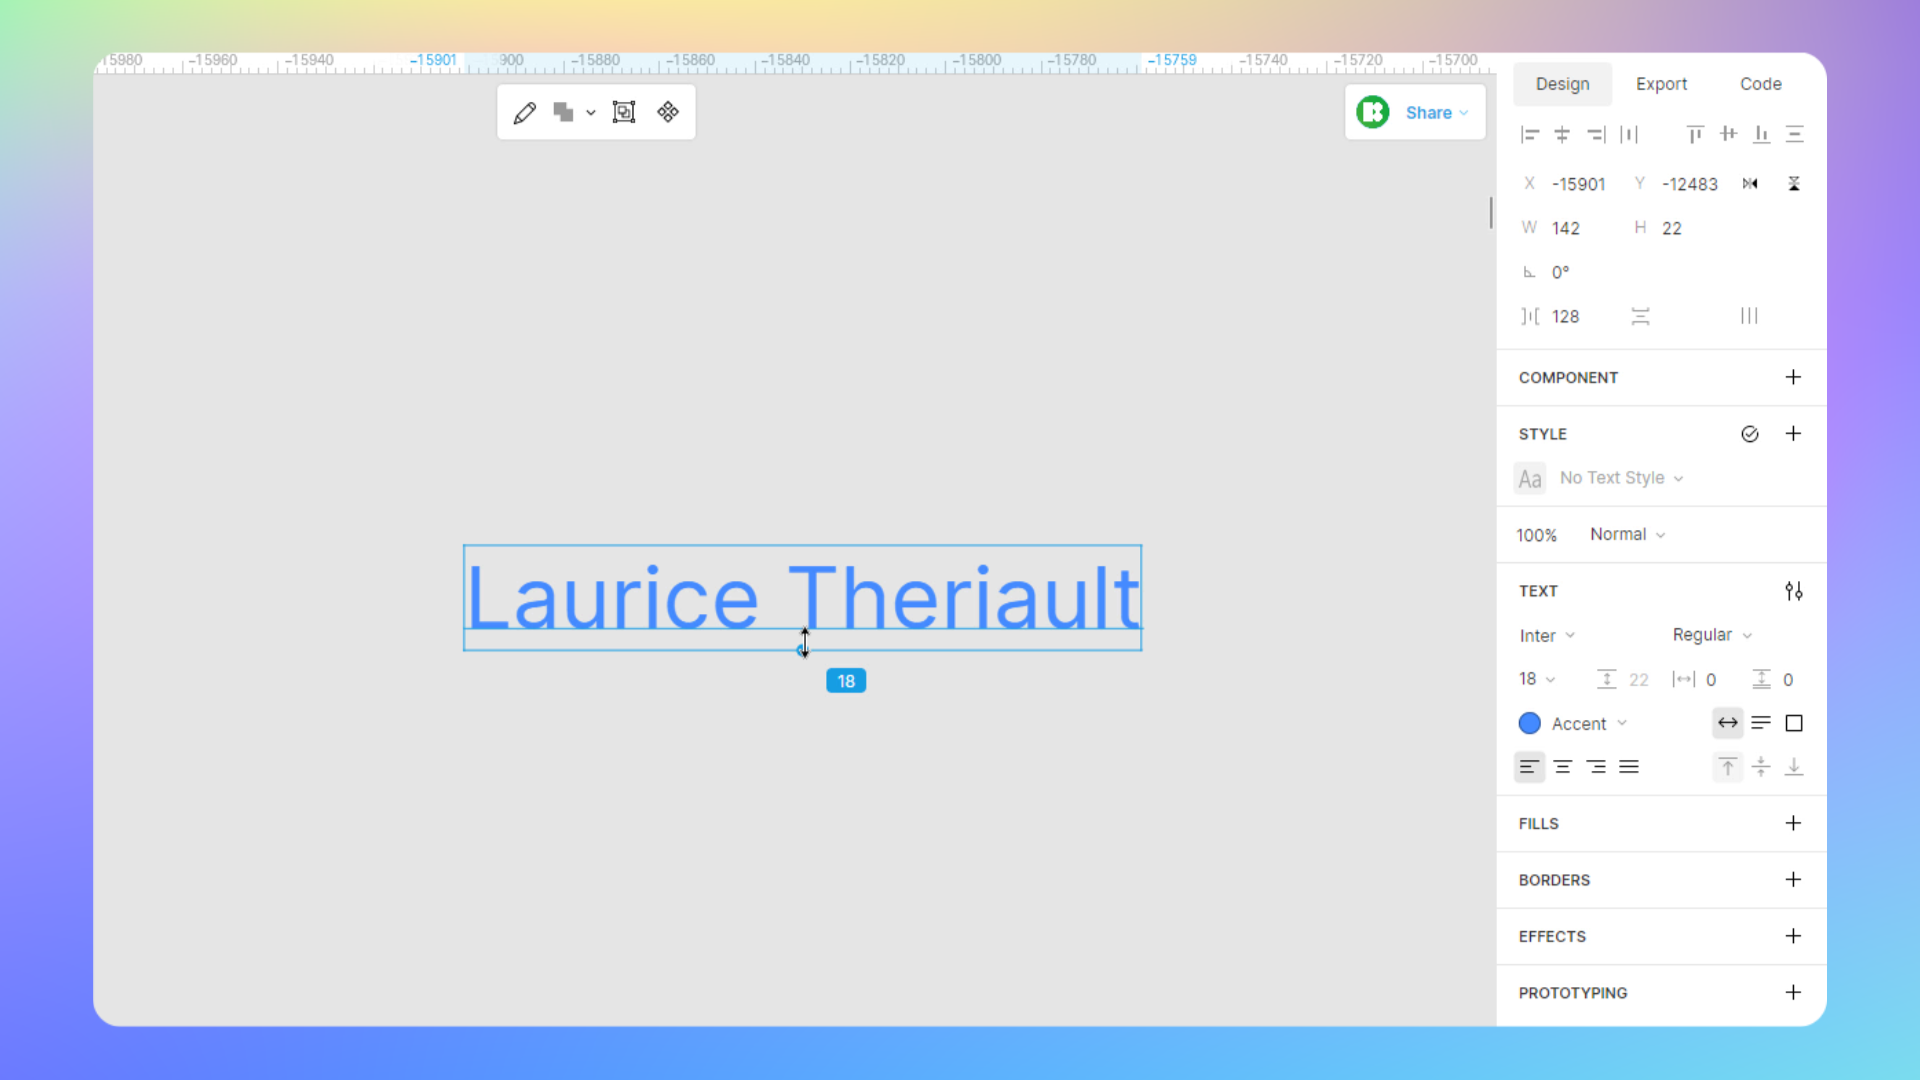 15980 -15960 -15940 -15901 900 -15880 -15860 -15840 -15820 -15800 -15780 -15759 -15740 -15720 -15700
Design Export Code
Share
X -15901 Y -12483
W 142 H 22
0°
128
COMPONENT
STYLE
Aa No Text Style
100% Normal
Laurice Theriault
18
TEXT
Inter Regular
18 22 0 0
Accent
FILLS
BORDERS
EFFECTS
PROTOTYPING